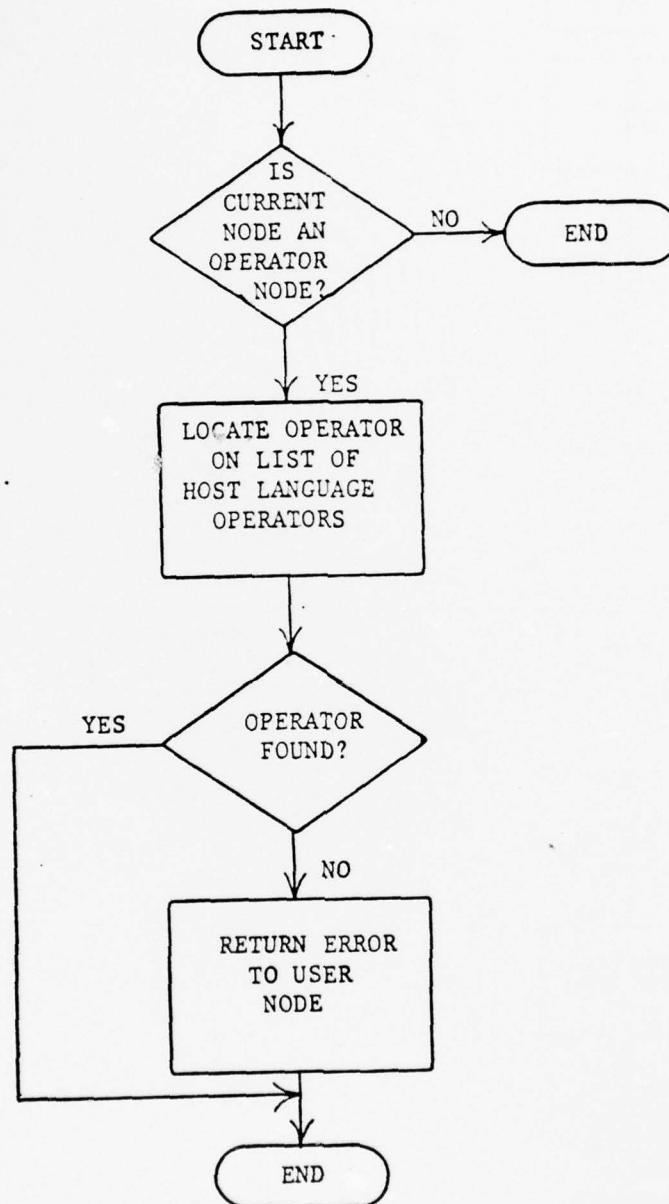 START
IS
CURRENT
NODE AN
OPERATOR
NODE?
NO
END
YES
LOCATE OPERATOR
ON LIST OF
HOST LANGUAGE
OPERATORS
YES
OPERATOR
FOUND?
NO
RETURN ERROR
TO USER
NODE
END